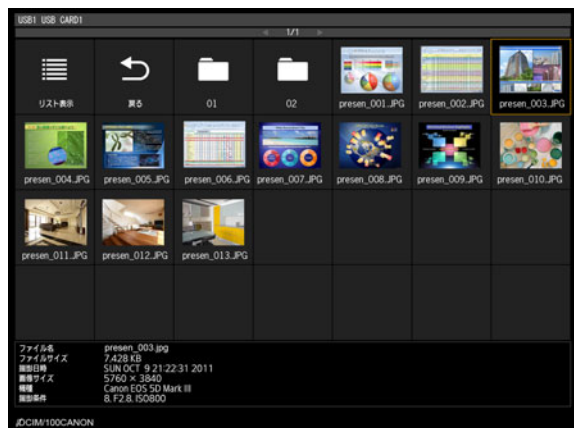 USB1 USB CARD1
1/1
リスト表示 戻る 01 02 presen_001.JPG presen_002.JPG presen_003.JPG
presen_004.JPG presen_005.JPG presen_006.JPG presen_007.JPG presen_008.JPG presen_009.JPG presen_010.JPG
presen_011.JPG presen_012.JPG presen_013.JPG
ファイル名 presen_003.jpg
ファイルサイズ 7.428 KB
撮影日時 SUN OCT 9 21:22:31 2011
画像サイズ 5760 × 3840
機種 Canon EOS 5D Mark III
撮影条件 8. F2.8. ISO800
/DCIM/100CANON